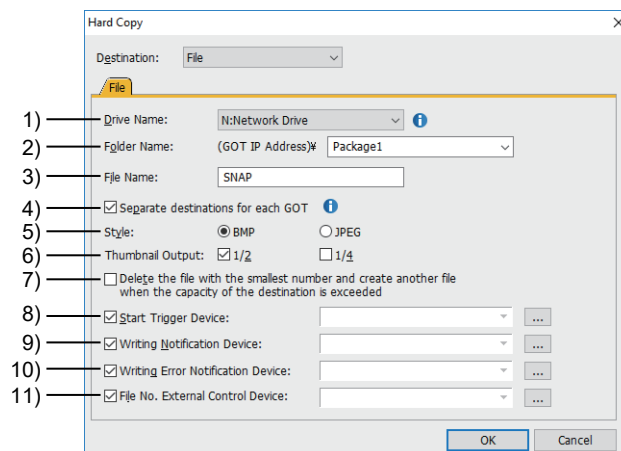 Hard Copy
Destination: File
File
1) Drive Name: N:Network Drive
2) Folder Name: (GOT IP Address)¥ Package1
3) File Name: SNAP
4) Separate destinations for each GOT
5) Style: BMP JPEG
6) Thumbnail Output: 1/2 1/4
7) Delete the file with the smallest number and create another file
when the capacity of the destination is exceeded
8) Start Trigger Device: ...
9) Writing Notification Device: ...
10) Writing Error Notification Device: ...
11) File No. External Control Device: ...
OK Cancel